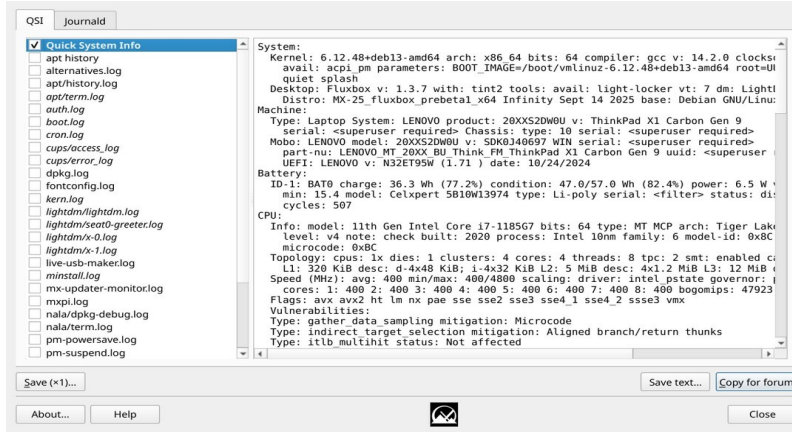 QSI
Journald
Quick System Info
apt history
alternatives.log
apt/history.log
apt/term.log
auth.log
boot.log
cron.log
cups/access_log
cups/error_log
dpkg.log
fontconfig.log
kern.log
lightdm/lightdm.log
lightdm/seat0-greeter.log
lightdm/x-0.log
lightdm/x-1.log
live-usb-maker.log
minstall.log
mx-updater-monitor.log
mxpi.log
nala/dpkg-debug.log
nala/term.log
pm-powersave.log
pm-suspend.log
System:
Kernel: 6.12.48+deb13-amd64 arch: x86_64 bits: 64 compiler: gcc v: 14.2.0
avail: acpi_pm parameters: BOOT_IMAGE=/boot/vmlinuz-6.12.48+deb13-amd64
quiet splash
Desktop: Fluxbox v: 1.3.7 with: tint2 tools: avail: light-locker vt: 7 dm:
Distro: MX-25_fluxbox_prebeta1_x64 Infinity Sept 14 2025 base: Debian
Machine:
Type: Laptop System: LENOVO product: 20XXS2DW0U v: ThinkPad X1 Carbon Gen 9
serial: <superuser required> Chassis: type: 10 serial: <superuser required>
Mobo: LENOVO model: 20XXS2DW0U v: SDK0J40697 WIN serial: <superuser required>
part-nu: LENOVO_MT_20XX_BU_Think_FM_ThinkPad X1 Carbon Gen 9 uuid: <superuser
UEFI: LENOVO v: N32ET95W (1.71 ) date: 10/24/2024
Battery:
ID-1: BAT0 charge: 36.3 Wh (77.2%) condition: 47.0/57.0 Wh (82.4%) power: 6.5 W
min: 15.4 model: Celxpert 5B10W13974 type: Li-poly serial: <filter> status:
cycles: 507
CPU:
Info: model: 11th Gen Intel Core i7-1185G7 bits: 64 type: MT MCP arch: Tiger
level: v4 note: check built: 2020 process: Intel 10nm family: 6 model-id: 0x8C
microcode: 0xBC
Topology: cpus: 1x dies: 1 clusters: 4 cores: 4 threads: 8 tpc: 2 smt: enabled
L1: 320 KiB desc: d-4x48 KiB; i-4x32 KiB L2: 5 MiB desc: 4x1.2 MiB L3: 12 MiB
Speed (MHz): avg: 400 min/max: 400/4800 scaling: driver: intel_pstate governor:
cores: 1: 400 2: 400 3: 400 4: 400 5: 400 6: 400 7: 400 8: 400 bogomips: 47923
Flags: avx avx2 ht lm nx pae sse sse2 sse3 sse4_1 sse4_2 ssse3 vmx
Vulnerabilities:
Type: gather_data_sampling mitigation: Microcode
Type: indirect_target_selection mitigation: Aligned branch/return thunks
Type: itlb_multihit status: Not affected
Save (×1)...
Save text...
Copy for forum
About...
Help
Close